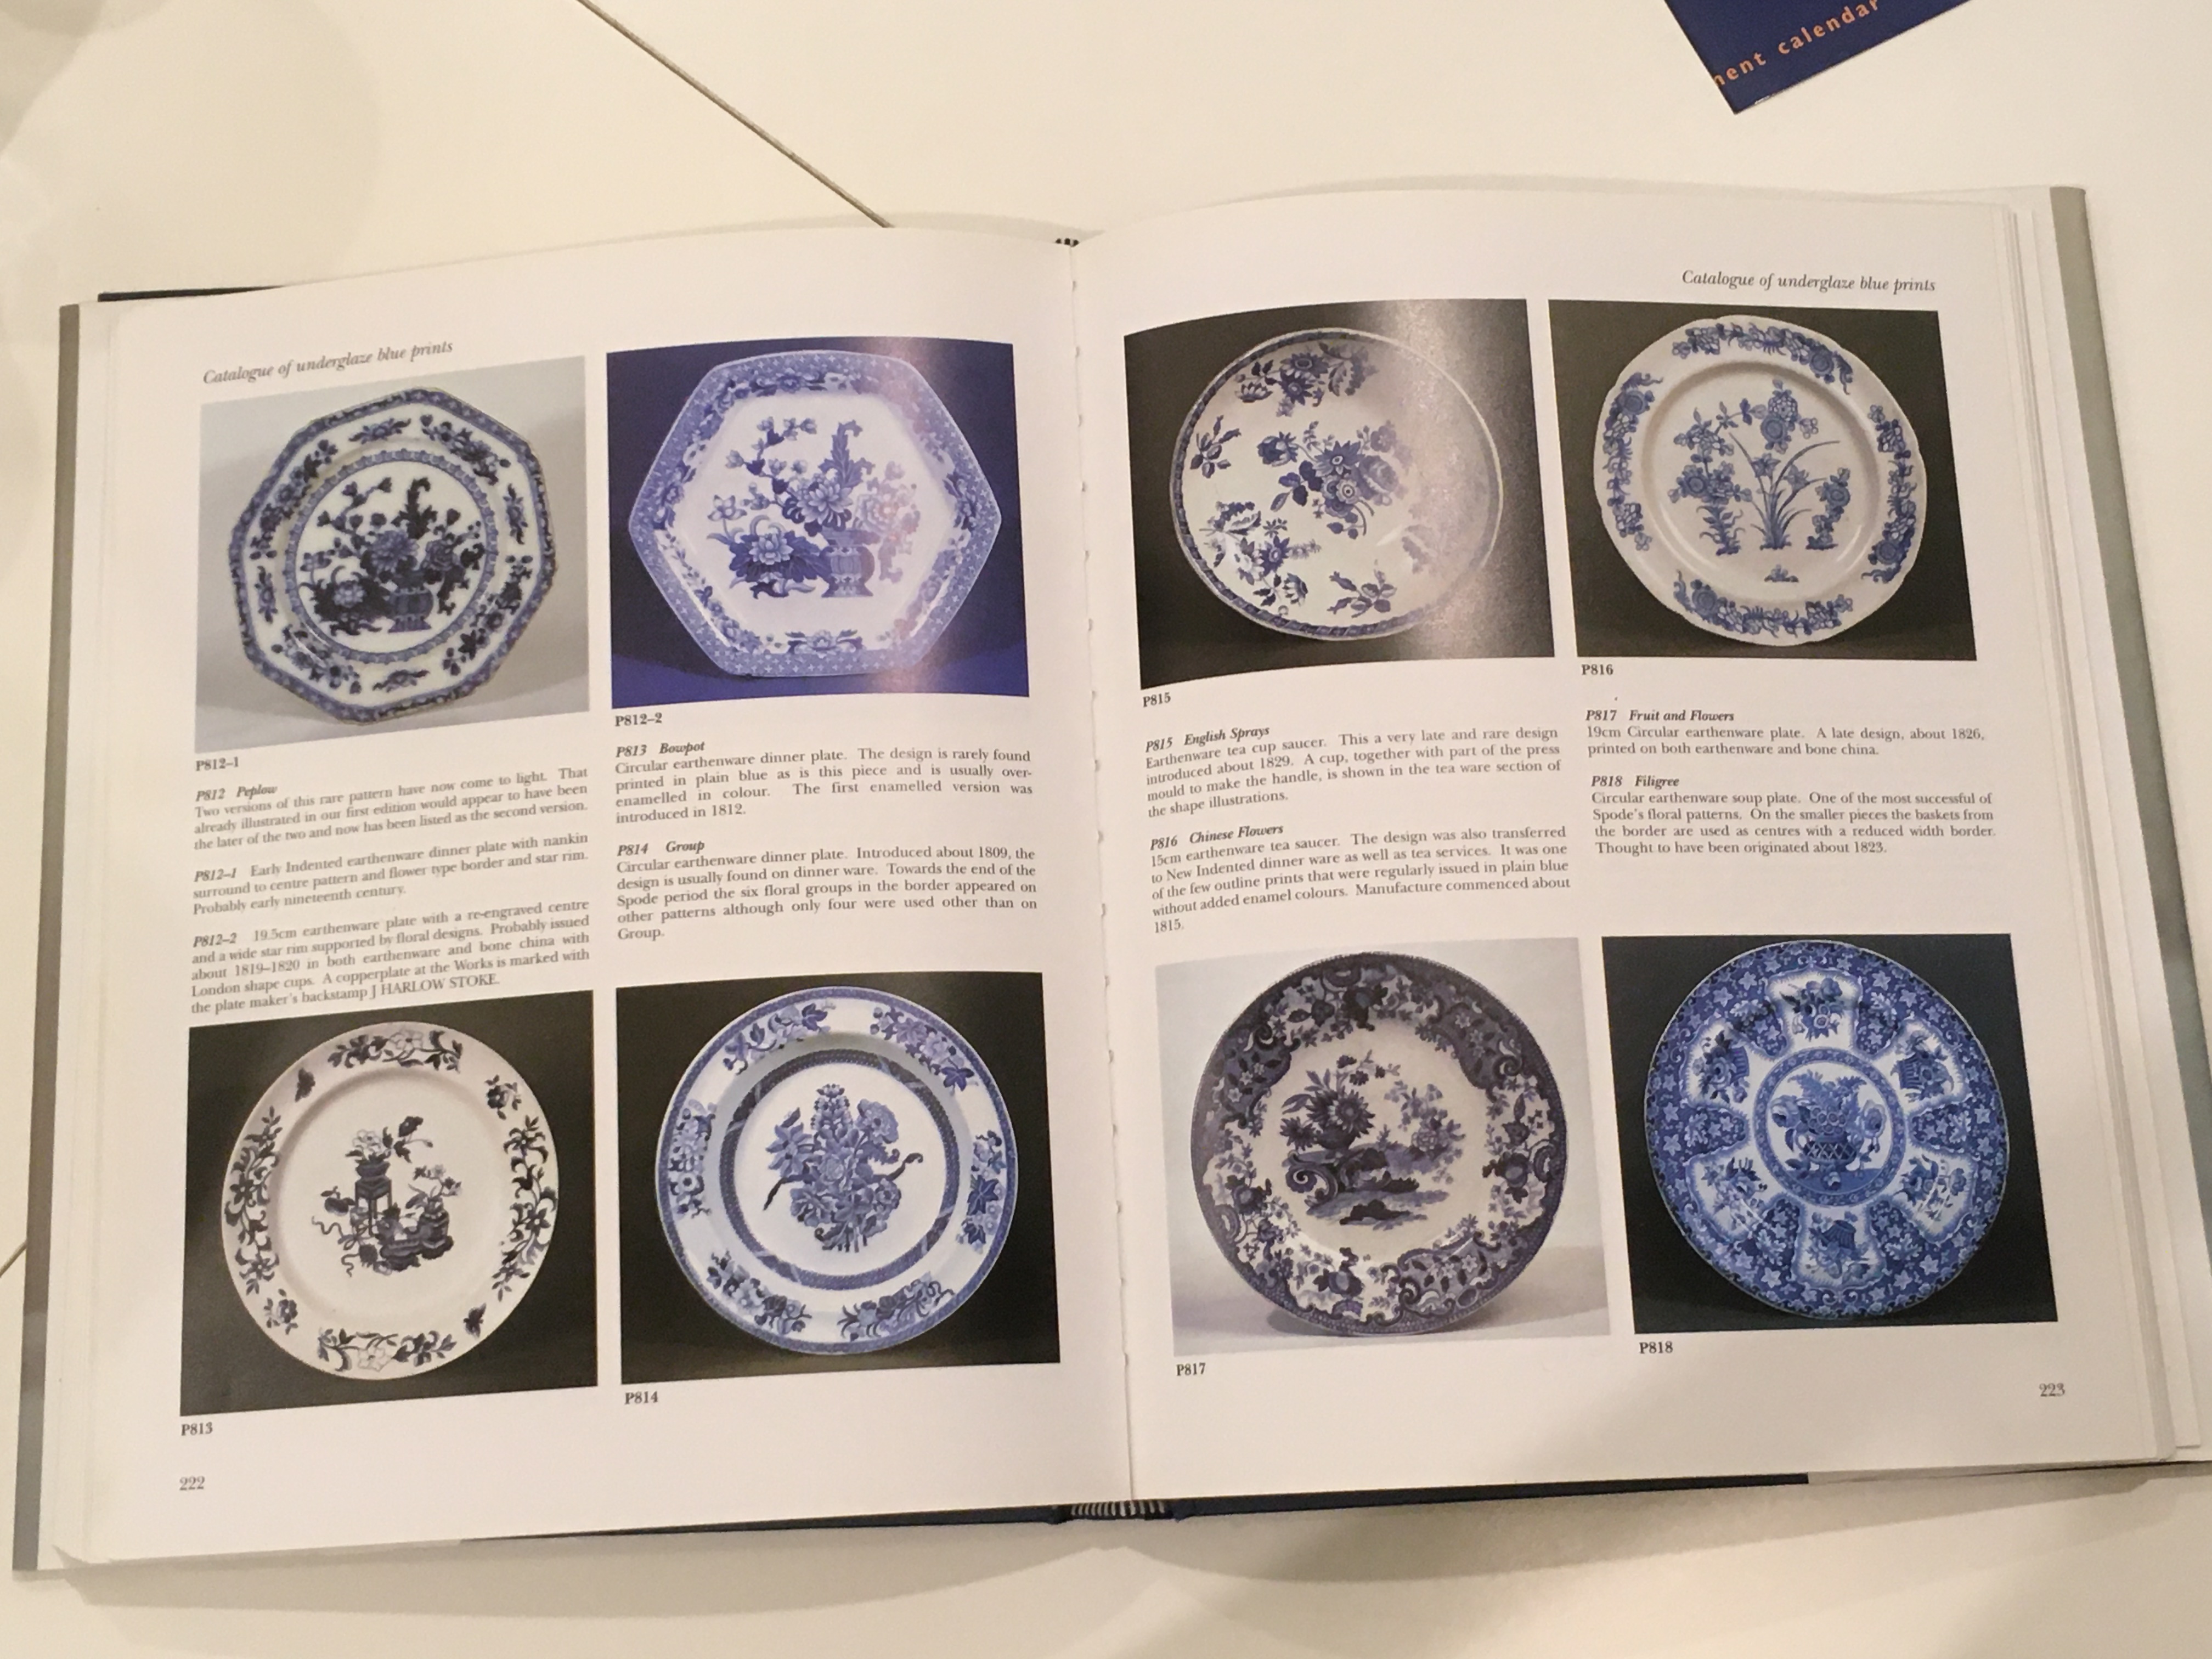 nent calendar
Catalogue of underglaze blue prints
P812–1
P812 Peplow
Two versions of this rare pattern have now come to light. That
already illustrated in our first edition would appear to have been
the later of the two and now has been listed as the second version.
P812–1 Early Indented earthenware dinner plate with nankin
surround to centre pattern and flower type border and star rim.
Probably early nineteenth century.
P812–2 19.5cm earthenware plate with a re-engraved centre
and a wide star rim supported by floral designs. Probably issued
about 1819–1820 in both earthenware and bone china with
London shape cups. A copperplate at the Works is marked with
the plate maker's backstamp J HARLOW STOKE.
P813
222
P812–2
P813 Bowpot
Circular earthenware dinner plate. The design is rarely found
printed in plain blue as is this piece and is usually over-
enamelled in colour. The first enamelled version was
introduced in 1812.
P814 Group
Circular earthenware dinner plate. Introduced about 1809, the
design is usually found on dinner ware. Towards the end of the
Spode period the six floral groups in the border appeared on
other patterns although only four were used other than on
Group.
P814
Catalogue of underglaze blue prints
P815
P815 English Sprays
Earthenware tea cup saucer. This a very late and rare design
introduced about 1829. A cup, together with part of the press
mould to make the handle, is shown in the tea ware section of
the shape illustrations.
P816 Chinese Flowers
15cm earthenware tea saucer. The design was also transferred
to New Indented dinner ware as well as tea services. It was one
of the few outline prints that were regularly issued in plain blue
without added enamel colours. Manufacture commenced about
1815.
P817
P816
P817 Fruit and Flowers
19cm Circular earthenware plate. A late design, about 1826,
printed on both earthenware and bone china.
P818 Filigree
Circular earthenware soup plate. One of the most successful of
Spode's floral patterns. On the smaller pieces the baskets from
the border are used as centres with a reduced width border.
Thought to have been originated about 1823.
P818
223